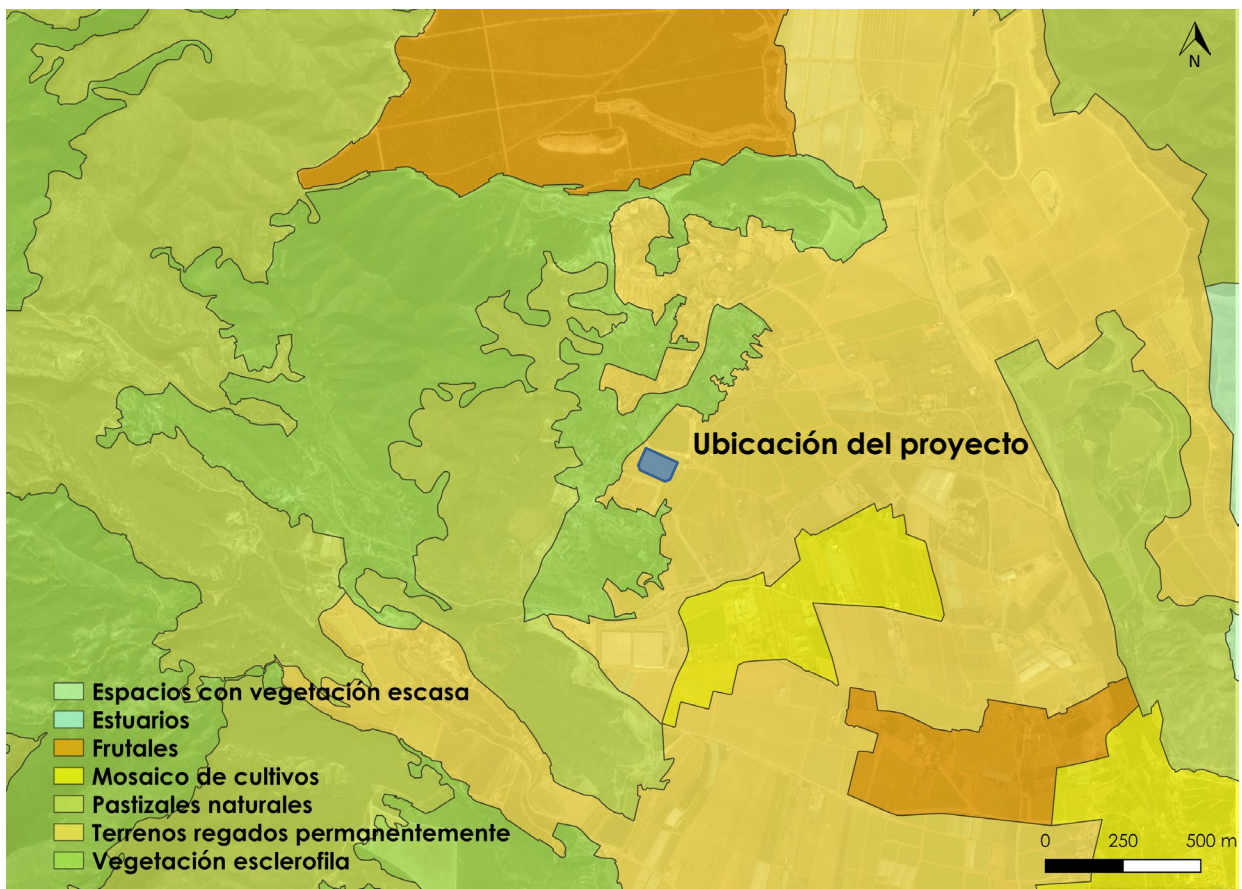 N
Ubicación del proyecto
Espacios con vegetación escasa
Estuarios
Frutales
Mosaico de cultivos
Pastizales naturales
Terrenos regados permanentemente
Vegetación esclerofila
0 250 500 m